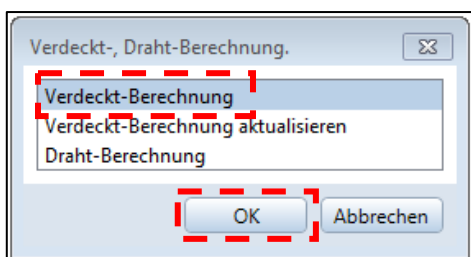 Verdeckt-, Draht-Berechnung.
Verdeckt-Berechnung
Verdeckt-Berechnung aktualisieren
Draht-Berechnung
OK Abbrechen